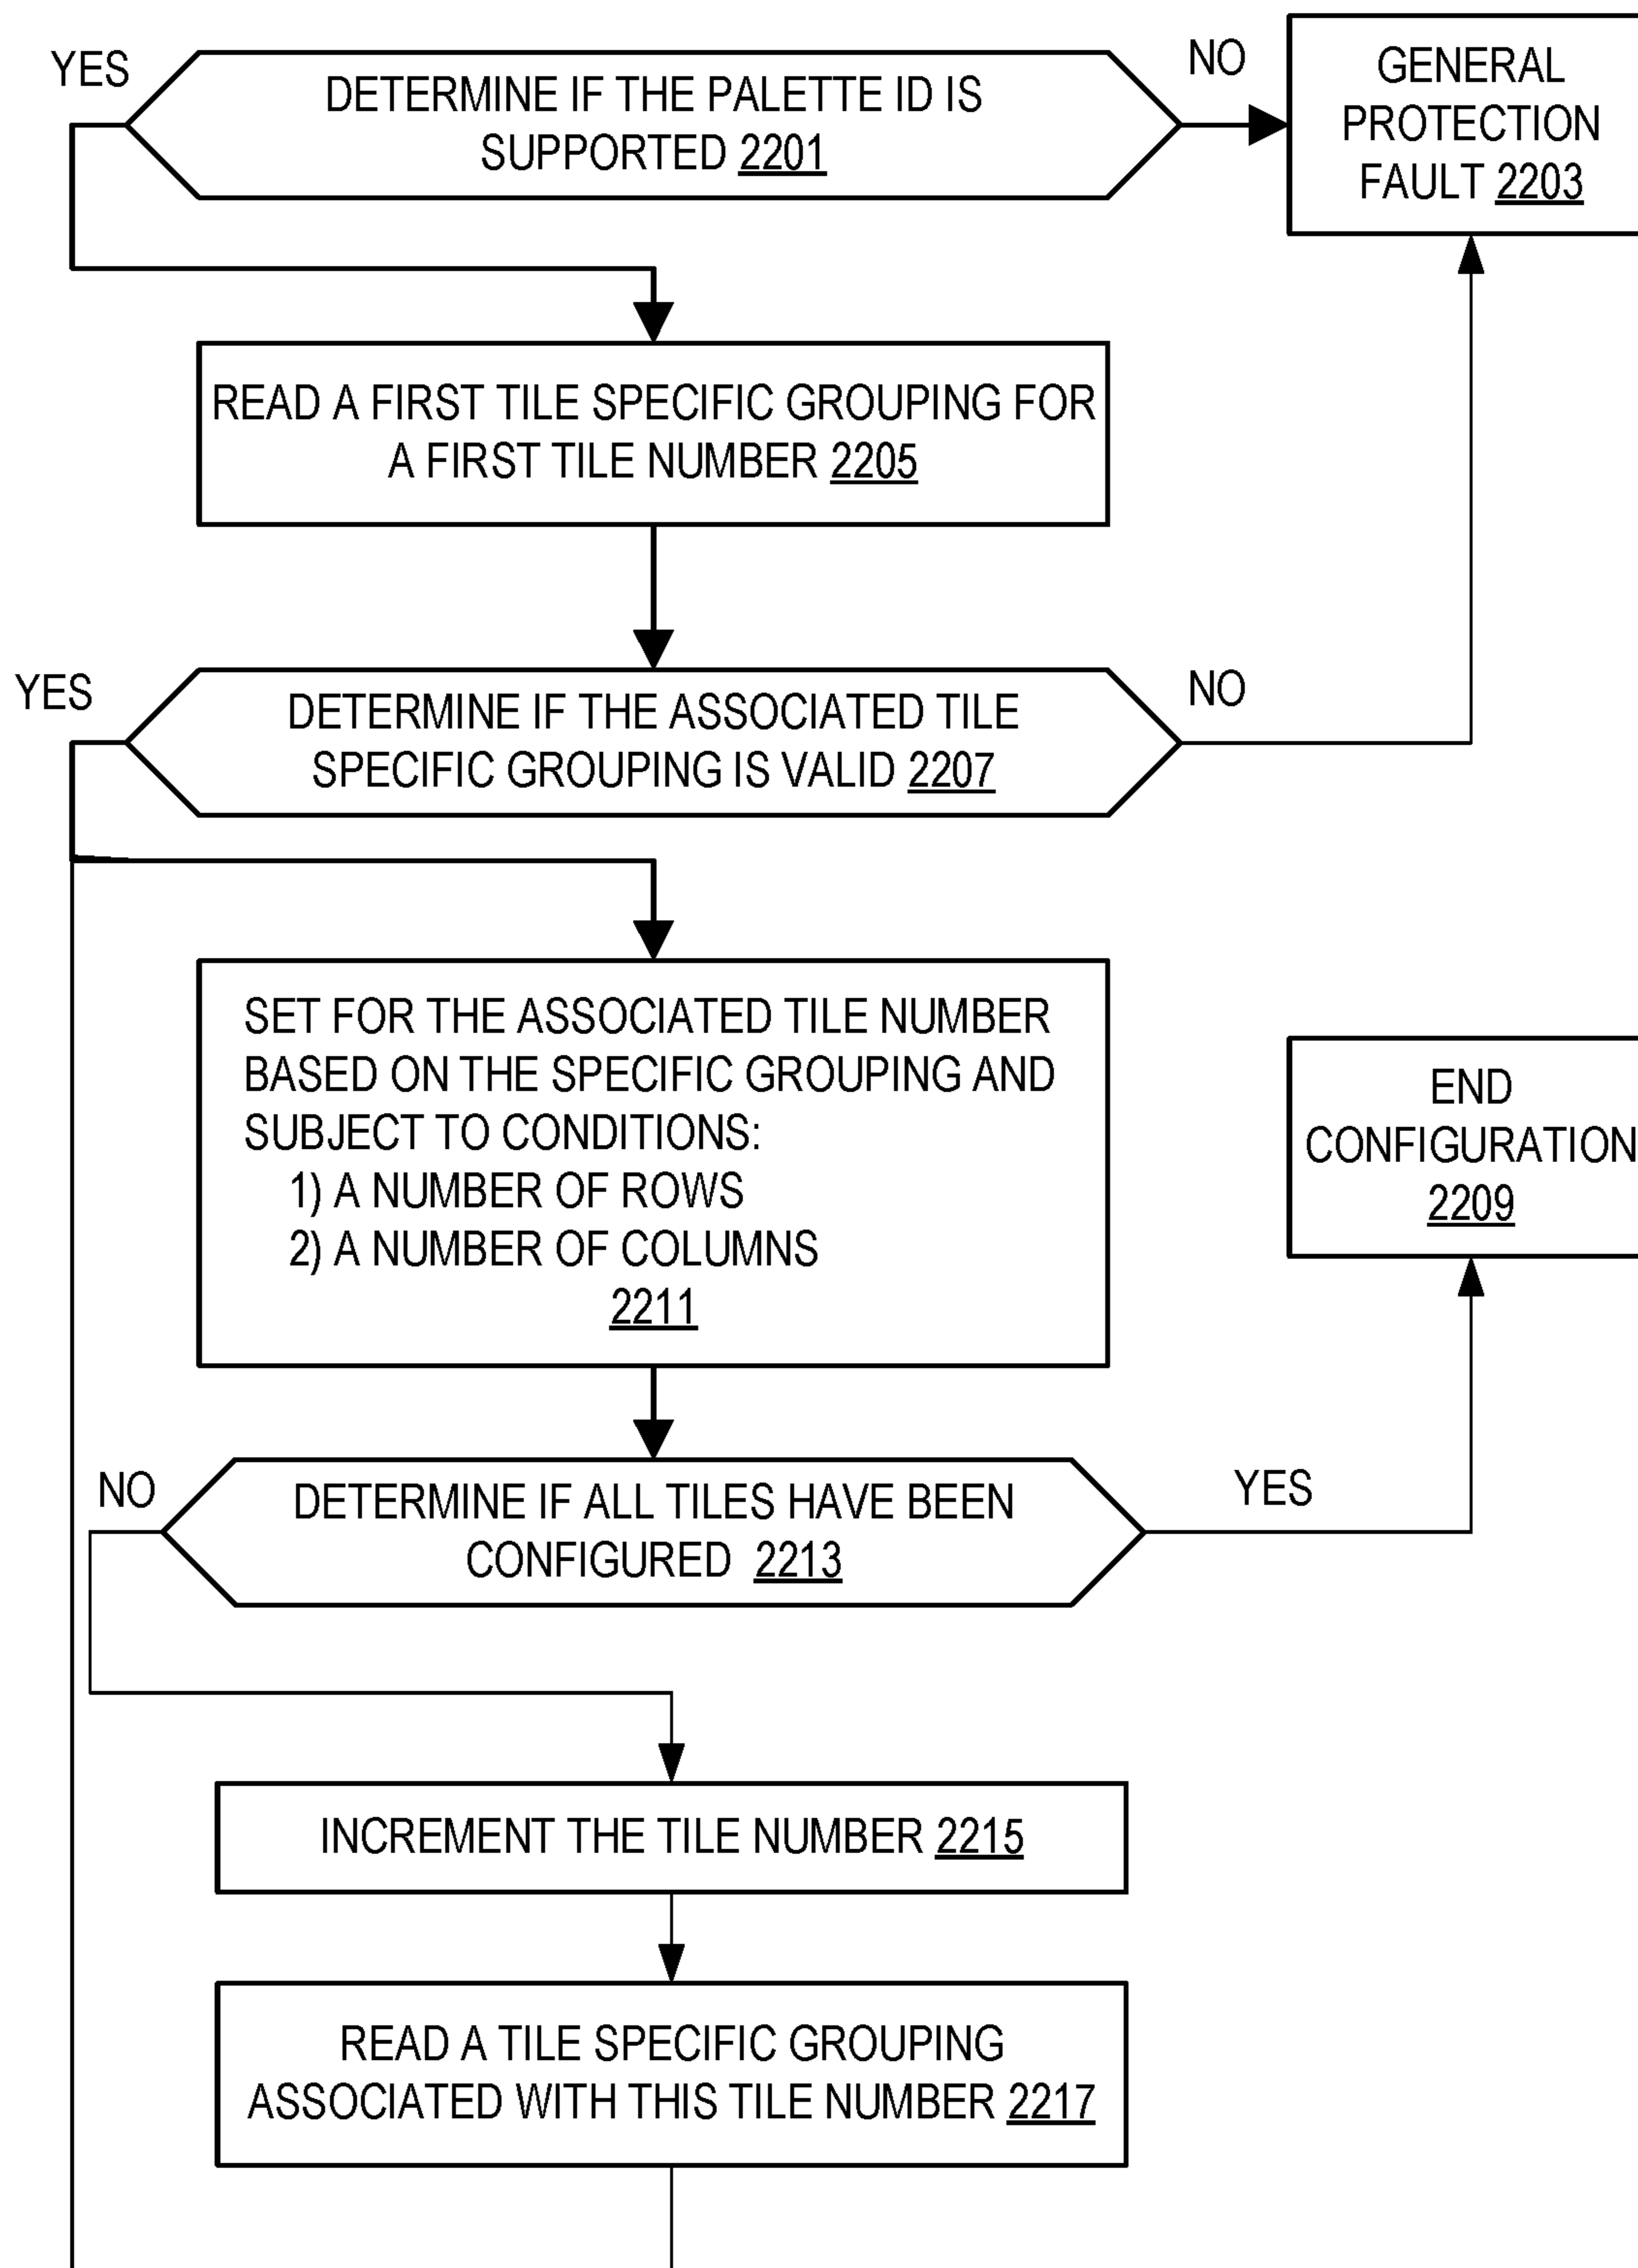 YES
DETERMINE IF THE PALETTE ID IS
SUPPORTED 2201
NO
GENERAL
PROTECTION
FAULT 2203
READ A FIRST TILE SPECIFIC GROUPING FOR
A FIRST TILE NUMBER 2205
YES
DETERMINE IF THE ASSOCIATED TILE
SPECIFIC GROUPING IS VALID 2207
NO
SET FOR THE ASSOCIATED TILE NUMBER
BASED ON THE SPECIFIC GROUPING AND
SUBJECT TO CONDITIONS:
1) A NUMBER OF ROWS
2) A NUMBER OF COLUMNS
2211
END
CONFIGURATION
2209
NO
DETERMINE IF ALL TILES HAVE BEEN
CONFIGURED 2213
YES
INCREMENT THE TILE NUMBER 2215
READ A TILE SPECIFIC GROUPING
ASSOCIATED WITH THIS TILE NUMBER 2217